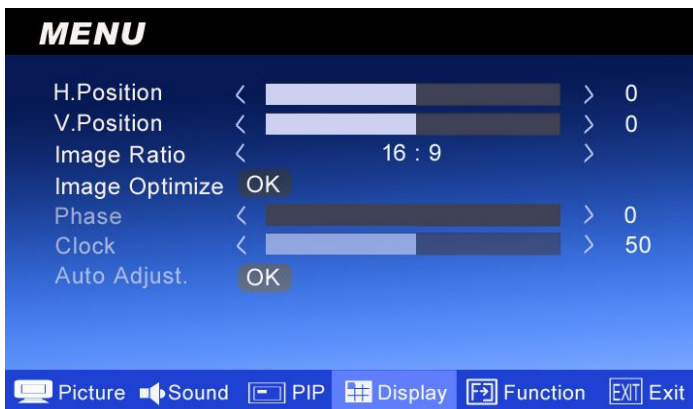 MENU
H.Position < > 0
V.Position < > 0
Image Ratio < 16 : 9 >
Image Optimize OK
Phase < > 0
Clock < > 50
Auto Adjust. OK
Picture Sound PIP Display F Function EXIT Exit